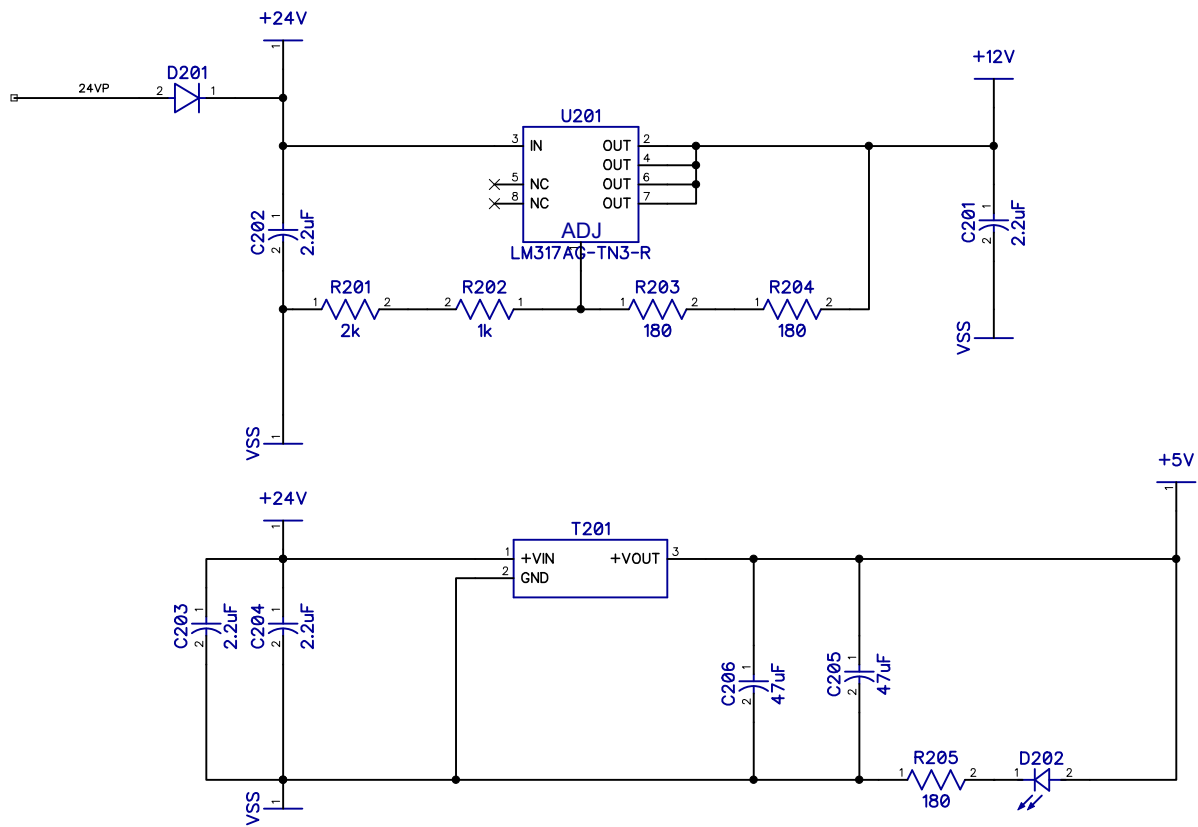 +24V
1
+12V
D201
24VP
2
1
U201
3
IN
OUT
2
OUT
4
5
NC
OUT
6
8
NC
OUT
7
ADJ
1
LM317AG-TN3-R
C202
1
2
2.2uF
C201
1
2
2.2uF
R201
1
2
2k
R202
2
1
1k
R203
1
2
180
R204
1
2
180
VSS
VSS
1
+5V
1
+24V
1
T201
1
+VIN
+VOUT
3
2
GND
C203
1
2
2.2uF
C204
1
2
2.2uF
C206
1
2
47uF
C205
1
2
47uF
R205
1
2
180
D202
1
2
VSS
1